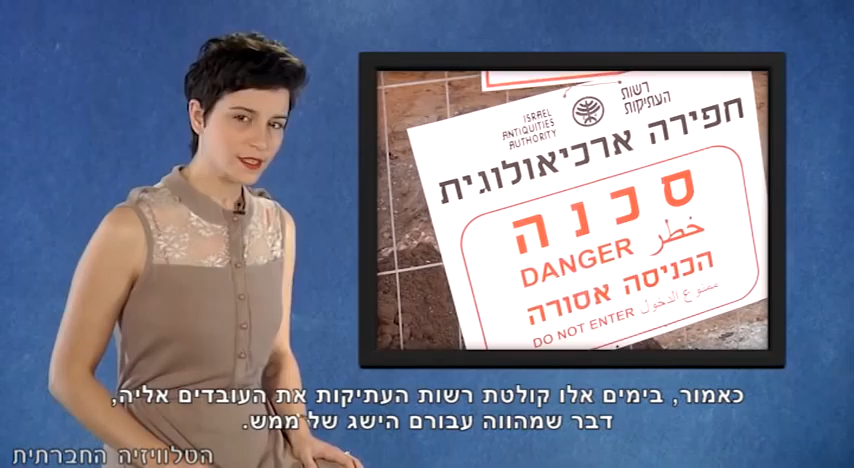 ISRAEL
ANTIQUITIES
AUTHORITY
רשות
העתיקות
חפירה ארכיאולוגית
סכנה
DANGER خطر
הכניסה אסורה
DO NOT ENTER ممنوع الدخول
כאמור, בימים אלו קולטת רשות העתיקות את העובדים אליה,
דבר שמהווה עבורם הישג של ממש.
הטלוויזיה החברתית